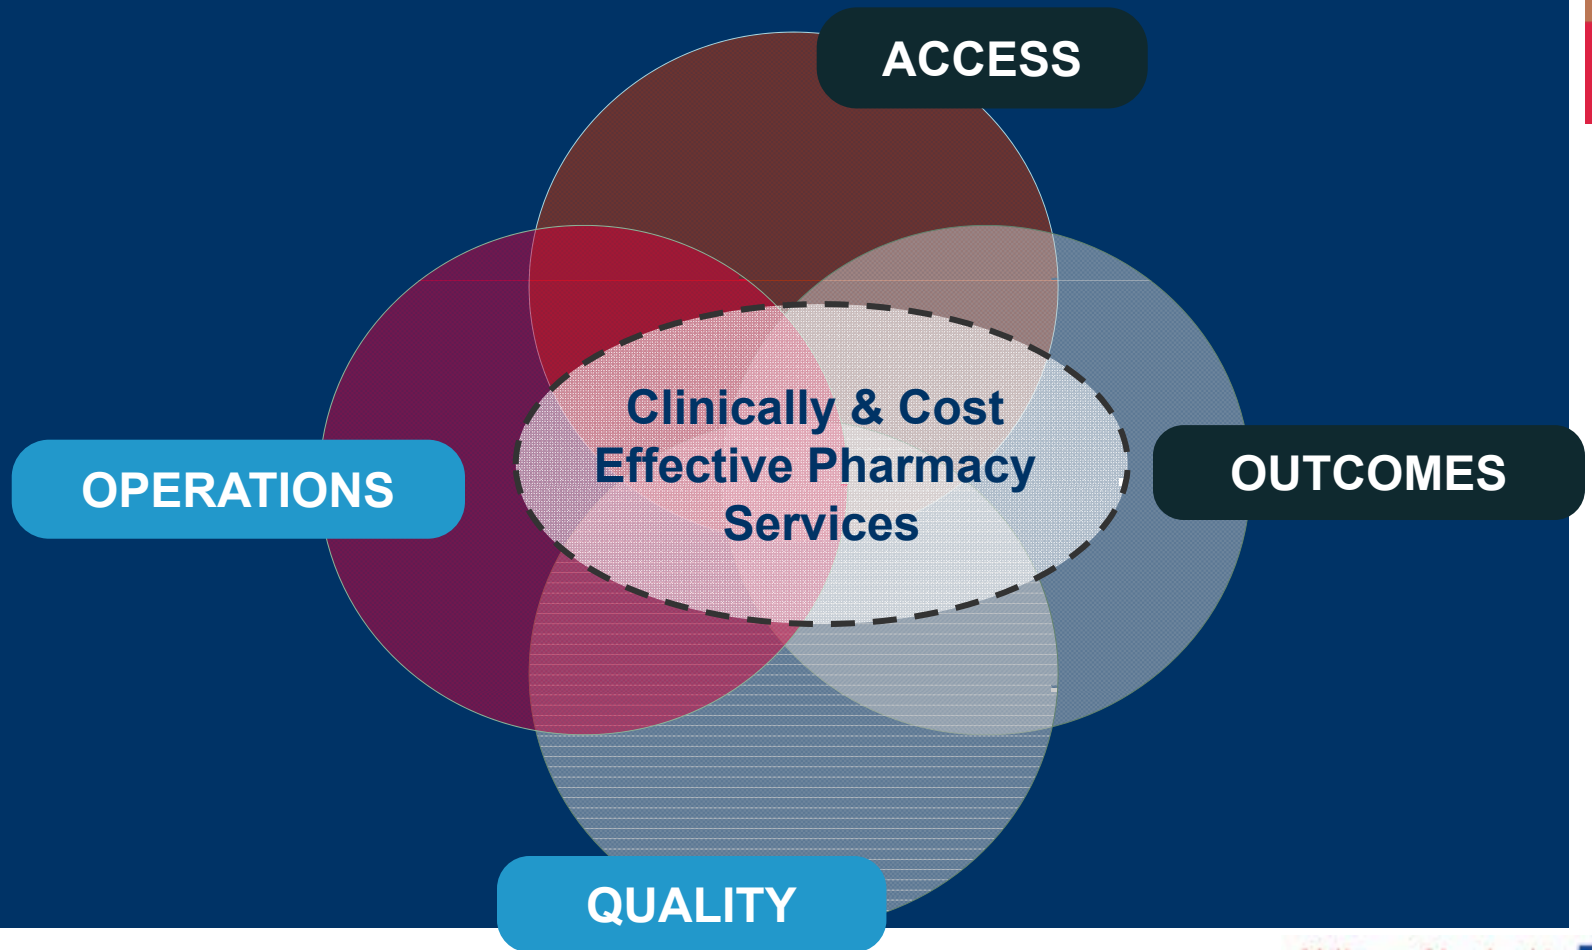 ACCESS
Clinically & Cost
Effective Pharmacy
Services
OPERATIONS
OUTCOMES
QUALITY